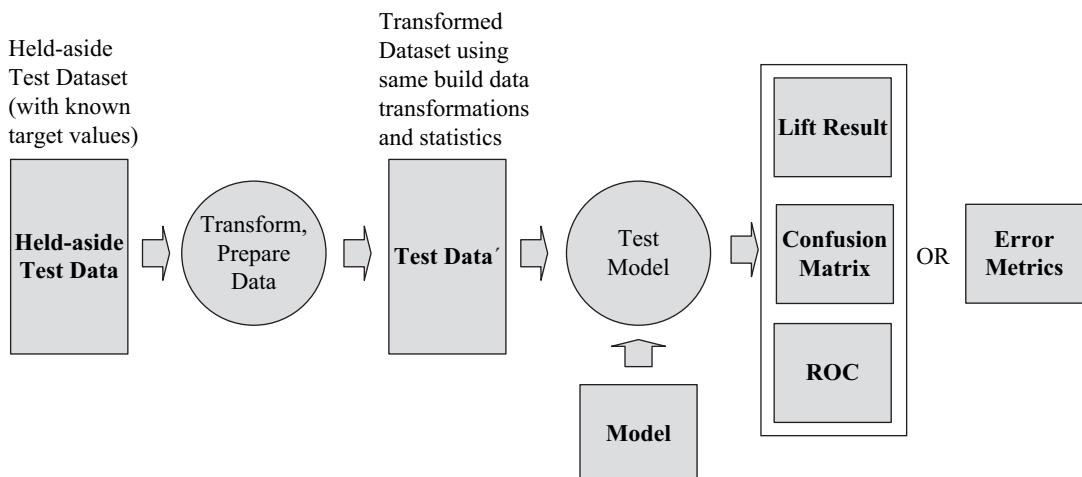 Held-aside
Test Dataset
(with known
target values)
Transformed
Dataset using
same build data
transformations
and statistics
Held-aside
Test Data
Transform,
Prepare
Data
Test Data´
Test
Model
Model
Lift Result
Confusion
Matrix
ROC
OR
Error
Metrics